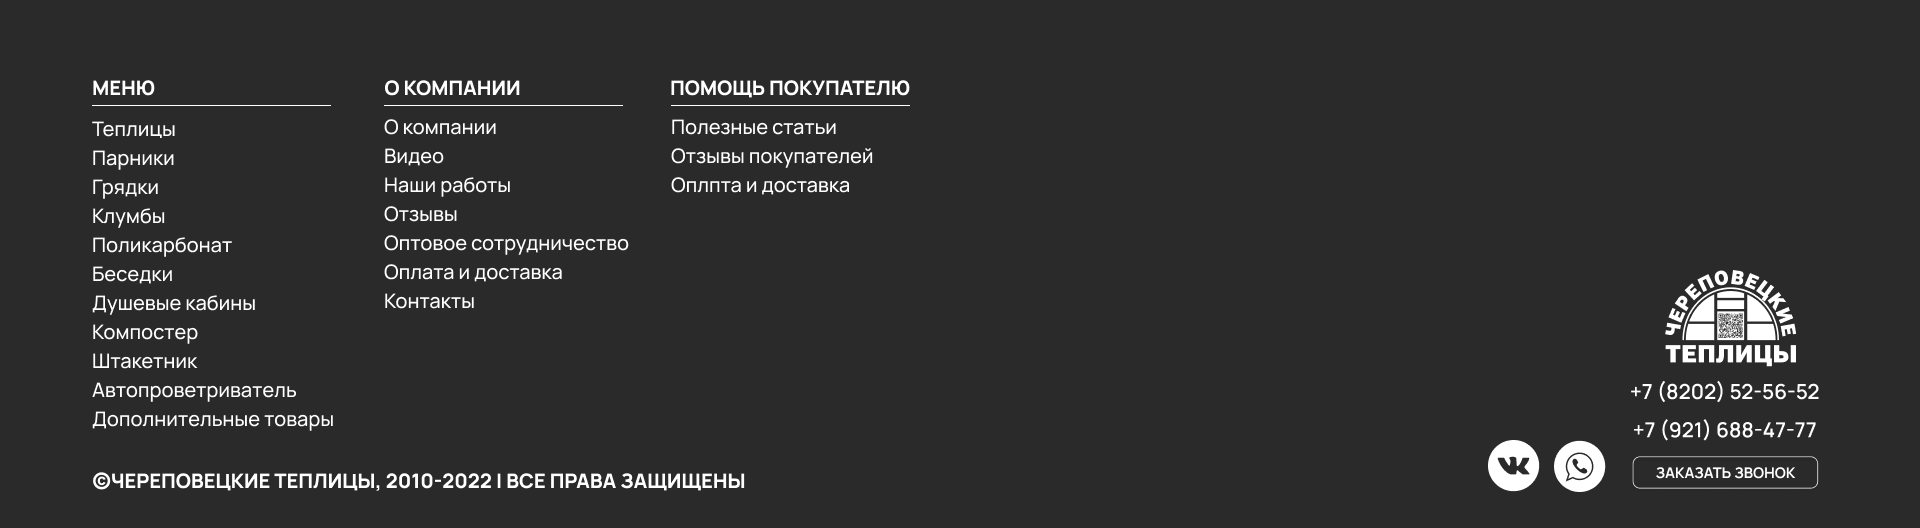 МЕНЮ
Теплицы
Парники
Грядки
Клумбы
Поликарбонат
Беседки
Душевые кабины
Компостер
Штакетник
Автопроветриватель
Дополнительные товары
О КОМПАНИИ
О компании
Видео
Наши работы
Отзывы
Оптовое сотрудничество
Оплата и доставка
Контакты
ПОМОЩЬ ПОКУПАТЕЛЮ
Полезные статьи
Отзывы покупателей
Оплпта и доставка
ЧЕРЕПОВЕЦКИЕ
ТЕПЛИЦЫ
+7 (8202) 52-56-52
+7 (921) 688-47-77
ЗАКАЗАТЬ ЗВОНОК
©ЧЕРЕПОВЕЦКИЕ ТЕПЛИЦЫ, 2010-2022 | ВСЕ ПРАВА ЗАЩИЩЕНЫ